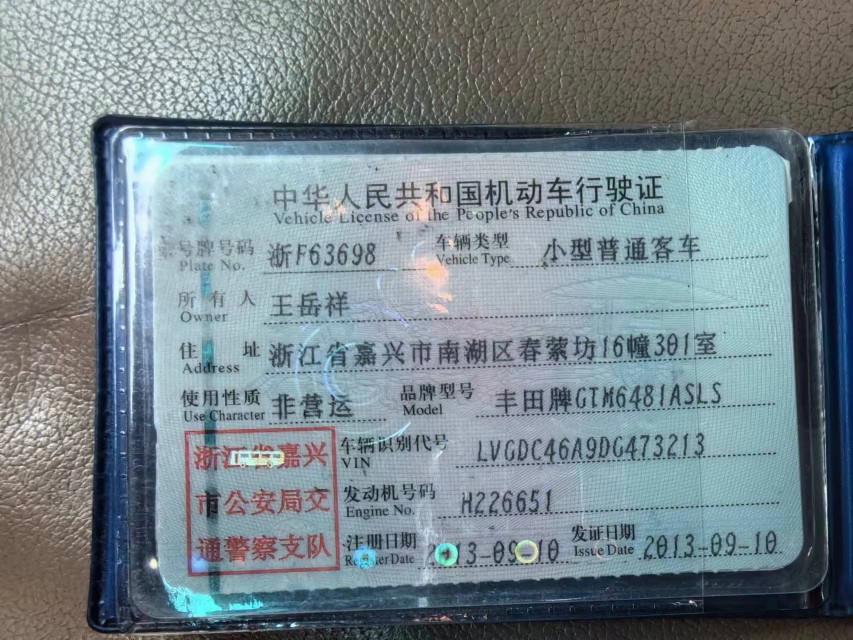 中华人民共和国机动车行驶证
Vehicle License of the People's Republic of China
号牌号码 浙F63698 车辆类型 小型普通客车
Plate No. Vehicle Type
所有人 王岳祥
Owner
住址 浙江省嘉兴市南湖区春萦坊16幢301室
Address
使用性质 非营运 品牌型号 丰田牌GTM6481ASLS
Use Character Model
浙江省嘉兴 车辆识别代号 LVGDC46A9DG473213
VIN
市公安局交 发动机号码 H226651
Engine No.
通警察支队 注册日期 2013-09-10 发证日期 2013-09-10
Register Date Issue Date